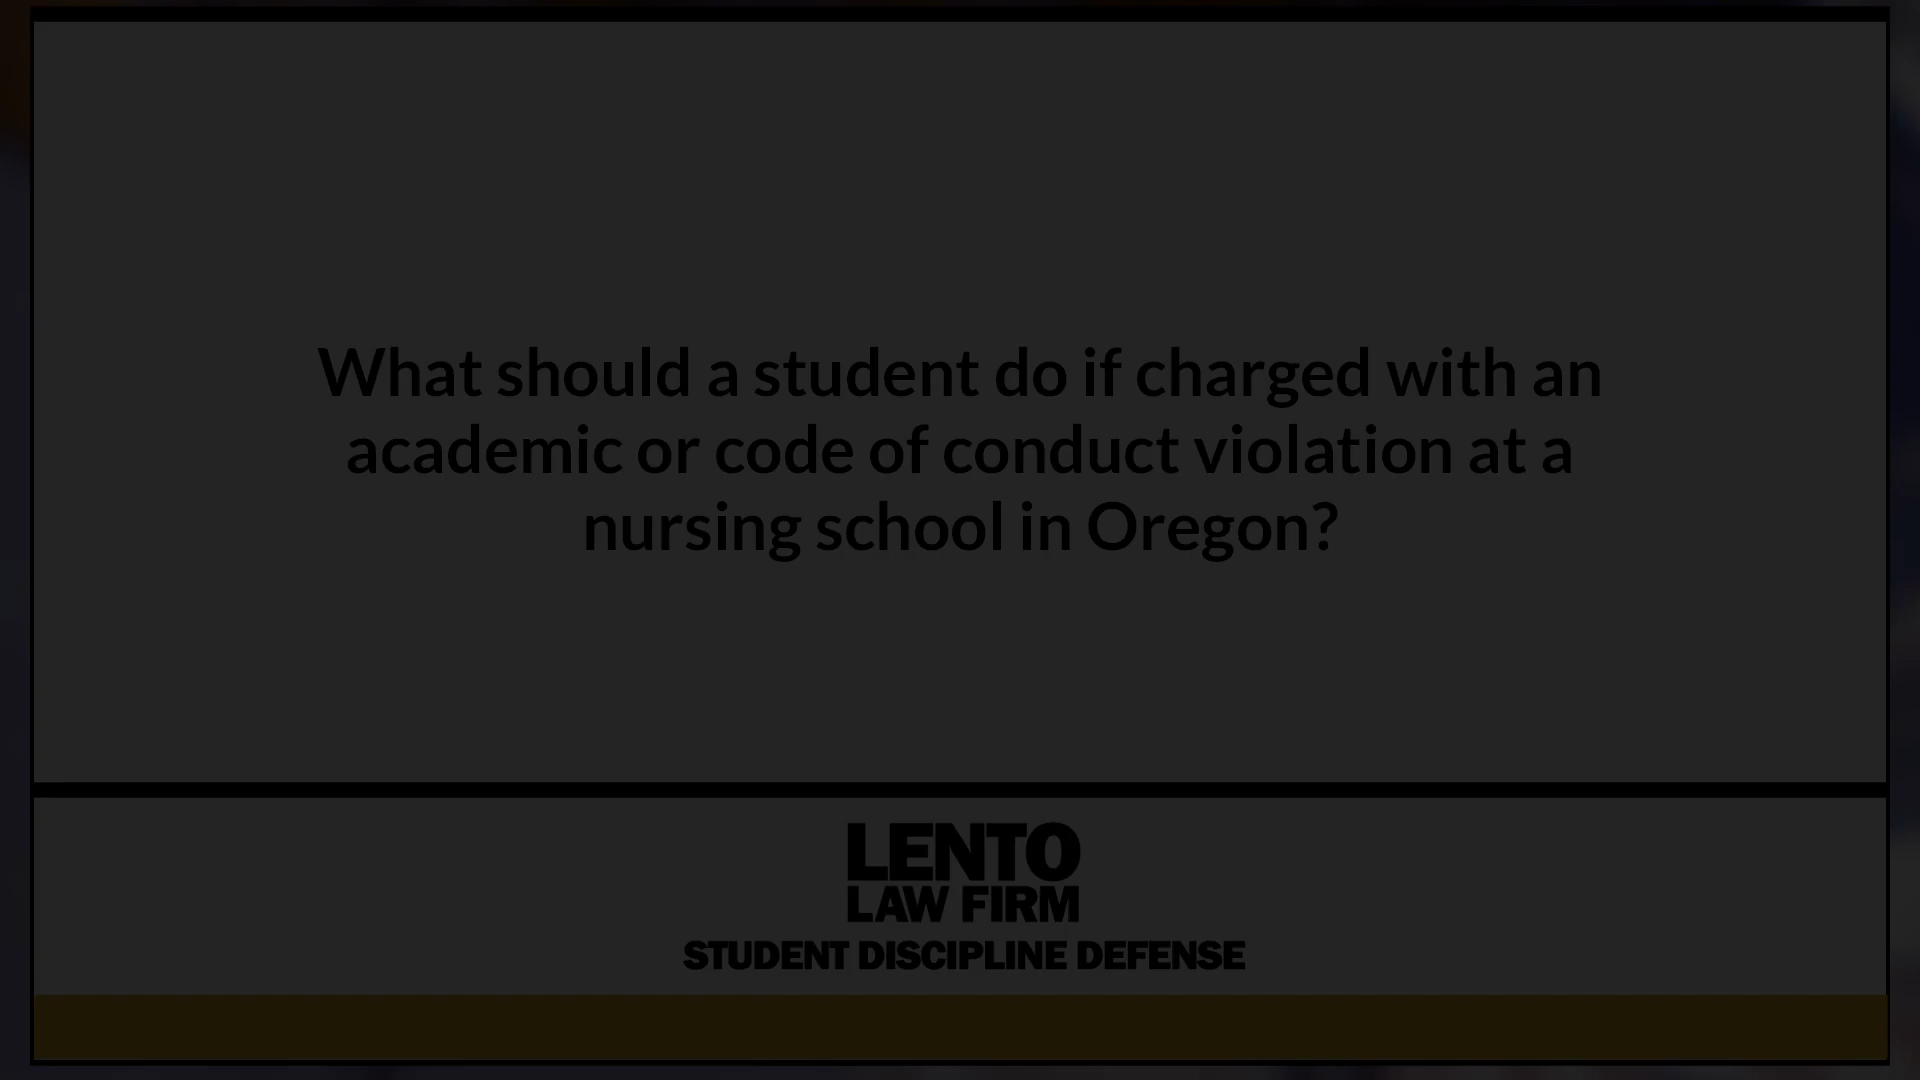 What should a student do if charged with an
academic or code of conduct violation at a
nursing school in Oregon?
LENTO
LAW FIRM
STUDENT DISCIPLINE DEFENSE